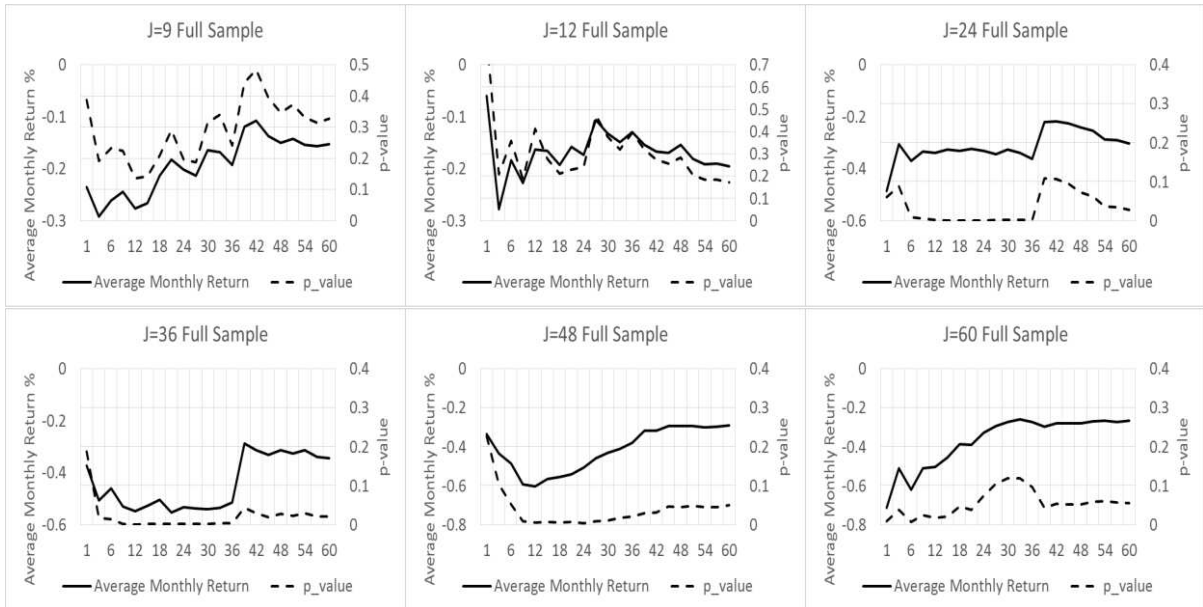 J=9 Full Sample
Average Monthly Return %
0
-0.1
-0.2
-0.3
0.5
0.4
0.3
0.2
0.1
0
p-value
1 6 12 18 24 30 36 42 48 54 60
Average Monthly Return p_value
J=12 Full Sample
Average Monthly Return %
0
-0.1
-0.2
-0.3
0.7
0.6
0.5
0.4
0.3
0.2
0.1
0
p-value
1 6 12 18 24 30 36 42 48 54 60
Average Monthly Return p_value
J=24 Full Sample
Average Monthly Return %
0
-0.2
-0.4
-0.6
0.4
0.3
0.2
0.1
0
p-value
1 6 12 18 24 30 36 42 48 54 60
Average Monthly Return p_value
J=36 Full Sample
Average Monthly Return %
0
-0.2
-0.4
-0.6
0.4
0.3
0.2
0.1
0
p-value
1 6 12 18 24 30 36 42 48 54 60
Average Monthly Return p_value
J=48 Full Sample
Average Monthly Return %
0
-0.2
-0.4
-0.6
-0.8
0.4
0.3
0.2
0.1
0
p-value
1 6 12 18 24 30 36 42 48 54 60
Average Monthly Return p_value
J=60 Full Sample
Average Monthly Return %
0
-0.2
-0.4
-0.6
-0.8
0.4
0.3
0.2
0.1
0
p-value
1 6 12 18 24 30 36 42 48 54 60
Average Monthly Return p_value